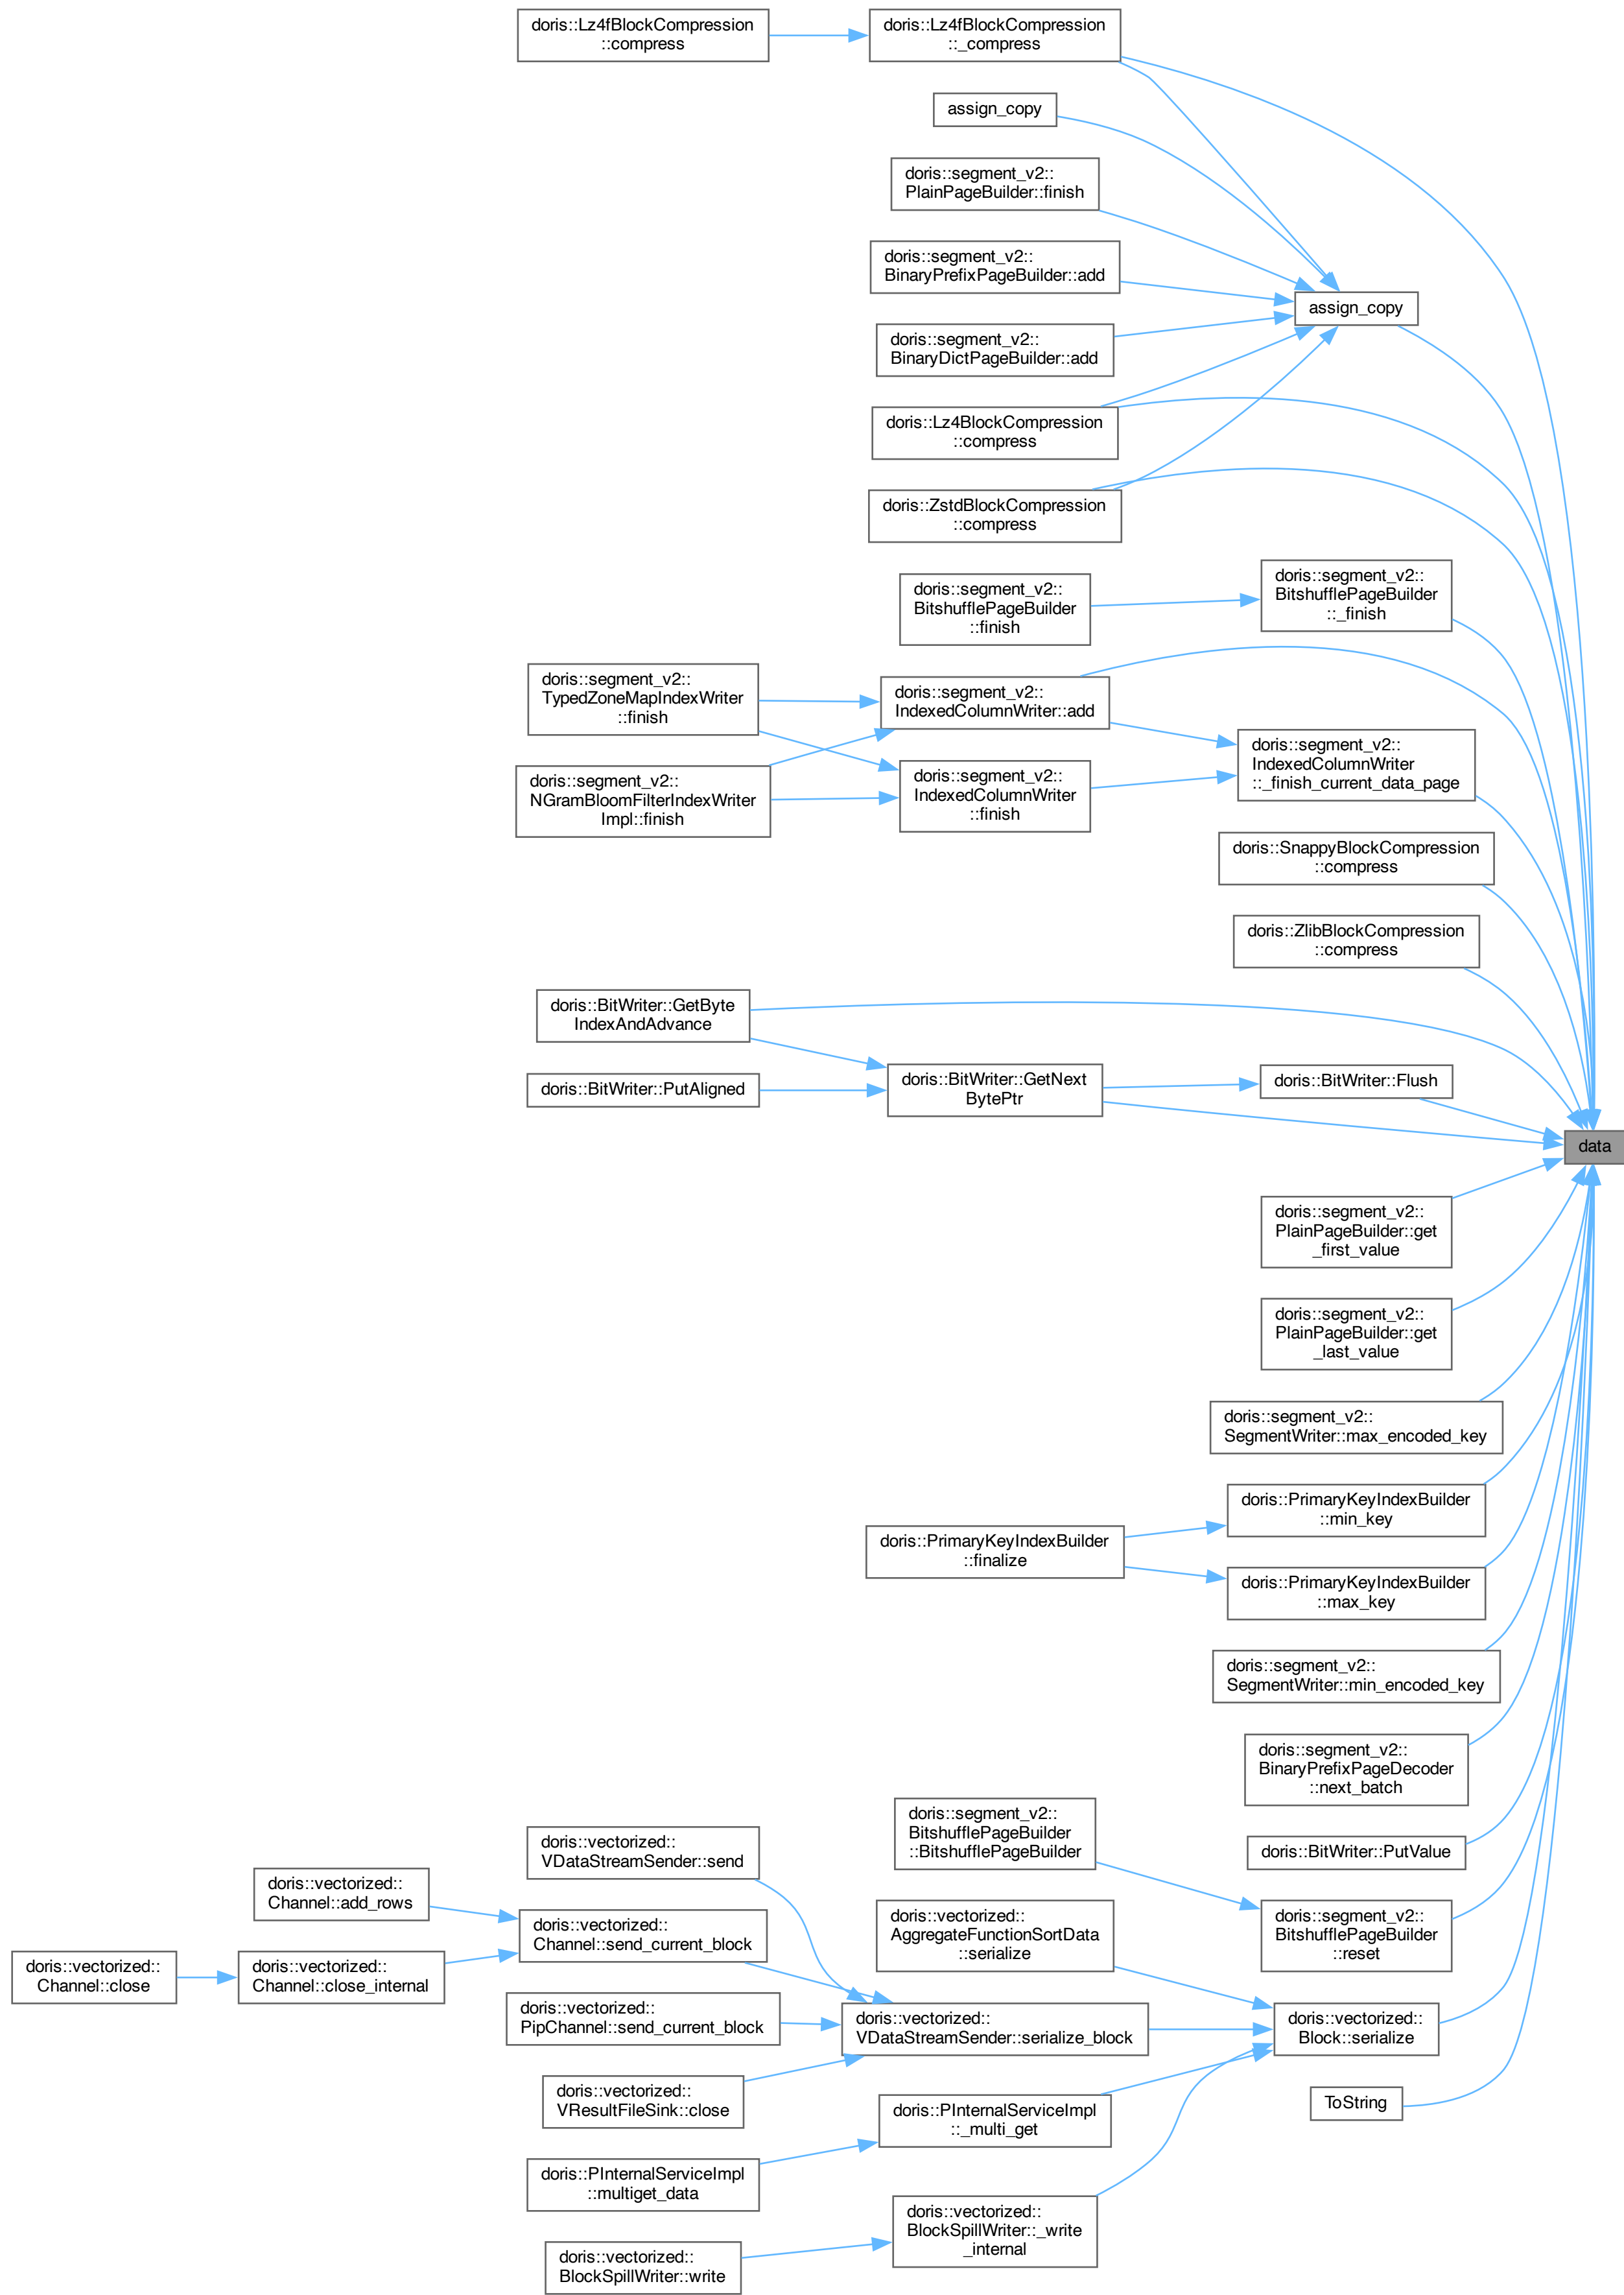 doris::Lz4fBlockCompression
::compress
doris::Lz4fBlockCompression
::_compress
assign_copy
doris::segment_v2::
PlainPageBuilder::finish
doris::segment_v2::
BinaryPrefixPageBuilder::add
assign_copy
doris::segment_v2::
BinaryDictPageBuilder::add
doris::Lz4BlockCompression
::compress
doris::ZstdBlockCompression
::compress
doris::segment_v2::
BitshufflePageBuilder
::finish
doris::segment_v2::
BitshufflePageBuilder
::_finish
doris::segment_v2::
TypedZoneMapIndexWriter
::finish
doris::segment_v2::
IndexedColumnWriter::add
doris::segment_v2::
IndexedColumnWriter
::_finish_current_data_page
doris::segment_v2::
NGramBloomFilterIndexWriter
Impl::finish
doris::segment_v2::
IndexedColumnWriter
::finish
doris::SnappyBlockCompression
::compress
doris::ZlibBlockCompression
::compress
doris::BitWriter::GetByte
IndexAndAdvance
doris::BitWriter::PutAligned
doris::BitWriter::GetNext
BytePtr
doris::BitWriter::Flush
data
doris::segment_v2::
PlainPageBuilder::get
_first_value
doris::segment_v2::
PlainPageBuilder::get
_last_value
doris::segment_v2::
SegmentWriter::max_encoded_key
doris::PrimaryKeyIndexBuilder
::min_key
doris::PrimaryKeyIndexBuilder
::finalize
doris::PrimaryKeyIndexBuilder
::max_key
doris::segment_v2::
SegmentWriter::min_encoded_key
doris::segment_v2::
BinaryPrefixPageDecoder
::next_batch
doris::segment_v2::
BitshufflePageBuilder
::BitshufflePageBuilder
doris::BitWriter::PutValue
doris::vectorized::
VDataStreamSender::send
doris::vectorized::
Channel::add_rows
doris::vectorized::
AggregateFunctionSortData
::serialize
doris::segment_v2::
BitshufflePageBuilder
::reset
doris::vectorized::
Channel::send_current_block
doris::vectorized::
Channel::close
doris::vectorized::
Channel::close_internal
doris::vectorized::
PipChannel::send_current_block
doris::vectorized::
VDataStreamSender::serialize_block
doris::vectorized::
Block::serialize
doris::vectorized::
VResultFileSink::close
doris::PInternalServiceImpl
::_multi_get
ToString
doris::PInternalServiceImpl
::multiget_data
doris::vectorized::
BlockSpillWriter::_write
_internal
doris::vectorized::
BlockSpillWriter::write